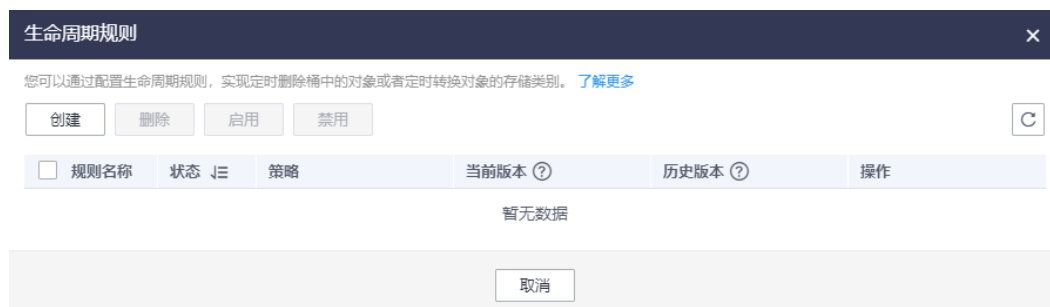 生命周期规则
您可以通过配置生命周期规则，实现定时删除桶中的对象或者定时转换对象的存储类别。 了解更多
创建 删除 启用 禁用
规则名称 状态 策略 当前版本 ? 历史版本 ? 操作
暂无数据
取消